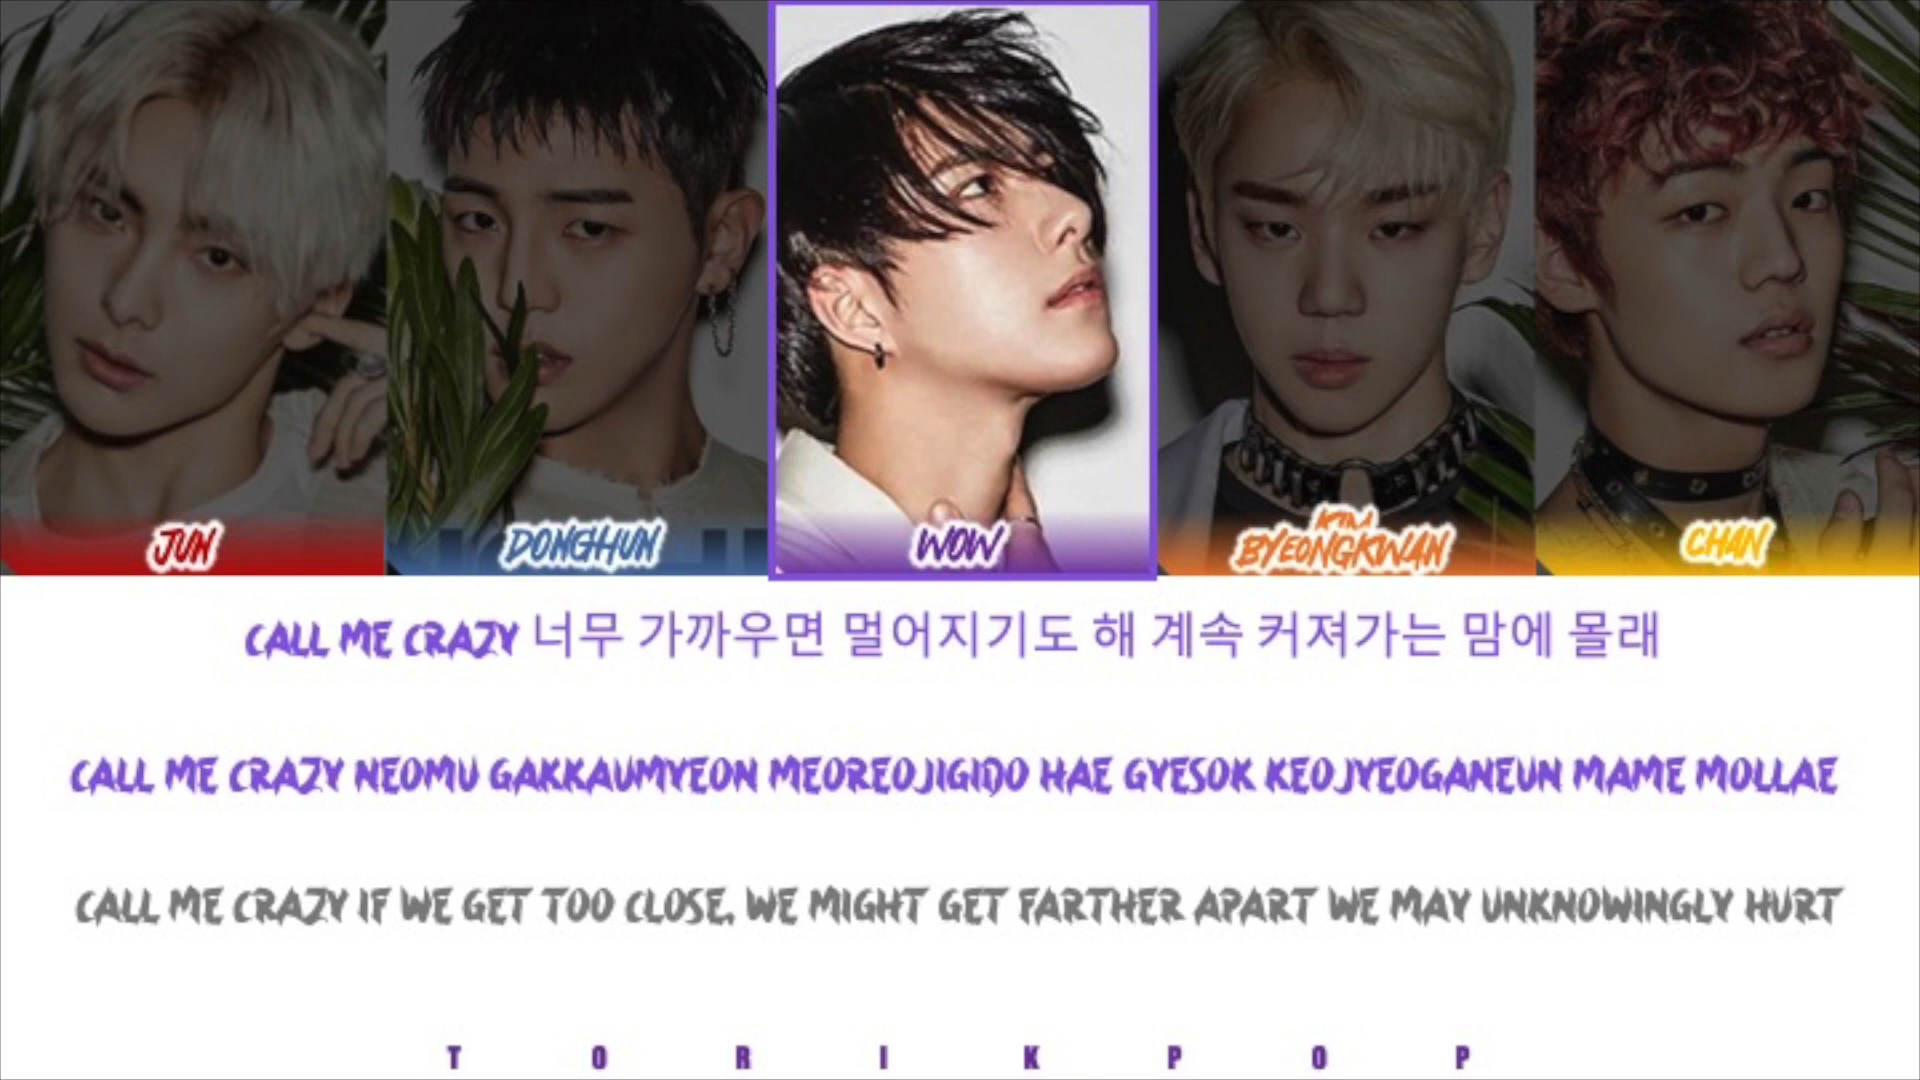 JUN
DONGHUN
WOW
KIM
BYEONGKWAN
CHAN
CALL ME CRAZY 너무 가까우면 멀어지기도 해 계속 커져가는 맘에 몰래
CALL ME CRAZY NEOMU GAKKAUMYEON MEOREOJIGIDO HAE GYESOK KEOJYEOGANEUN MAME MOLLAE
CALL ME CRAZY IF WE GET TOO CLOSE, WE MIGHT GET FARTHER APART WE MAY UNKNOWINGLY HURT
T O R I K P O P